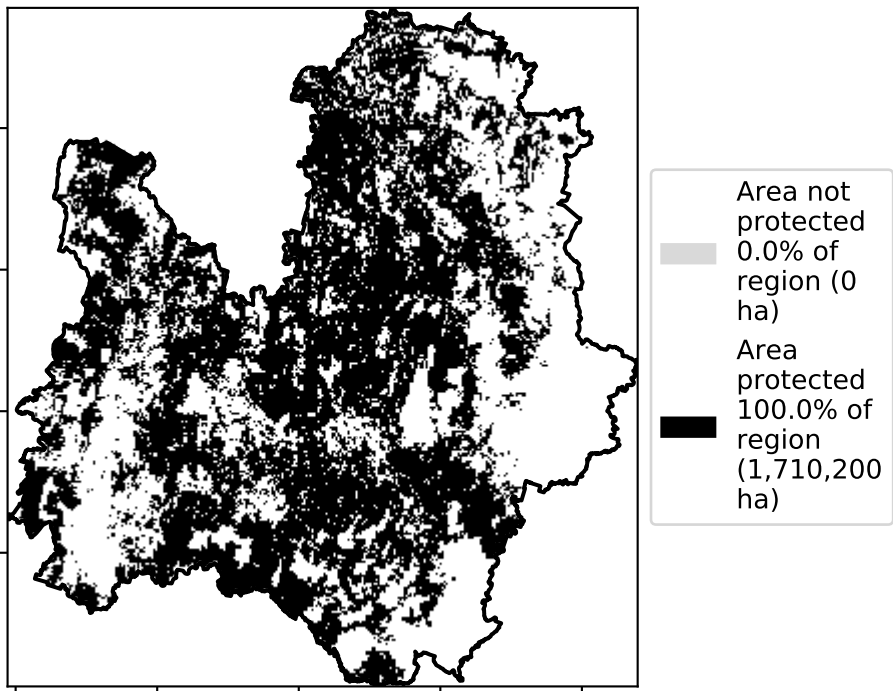 Area not
protected
0.0% of
region (0
ha)
Area
protected
100.0% of
region
(1,710,200
ha)